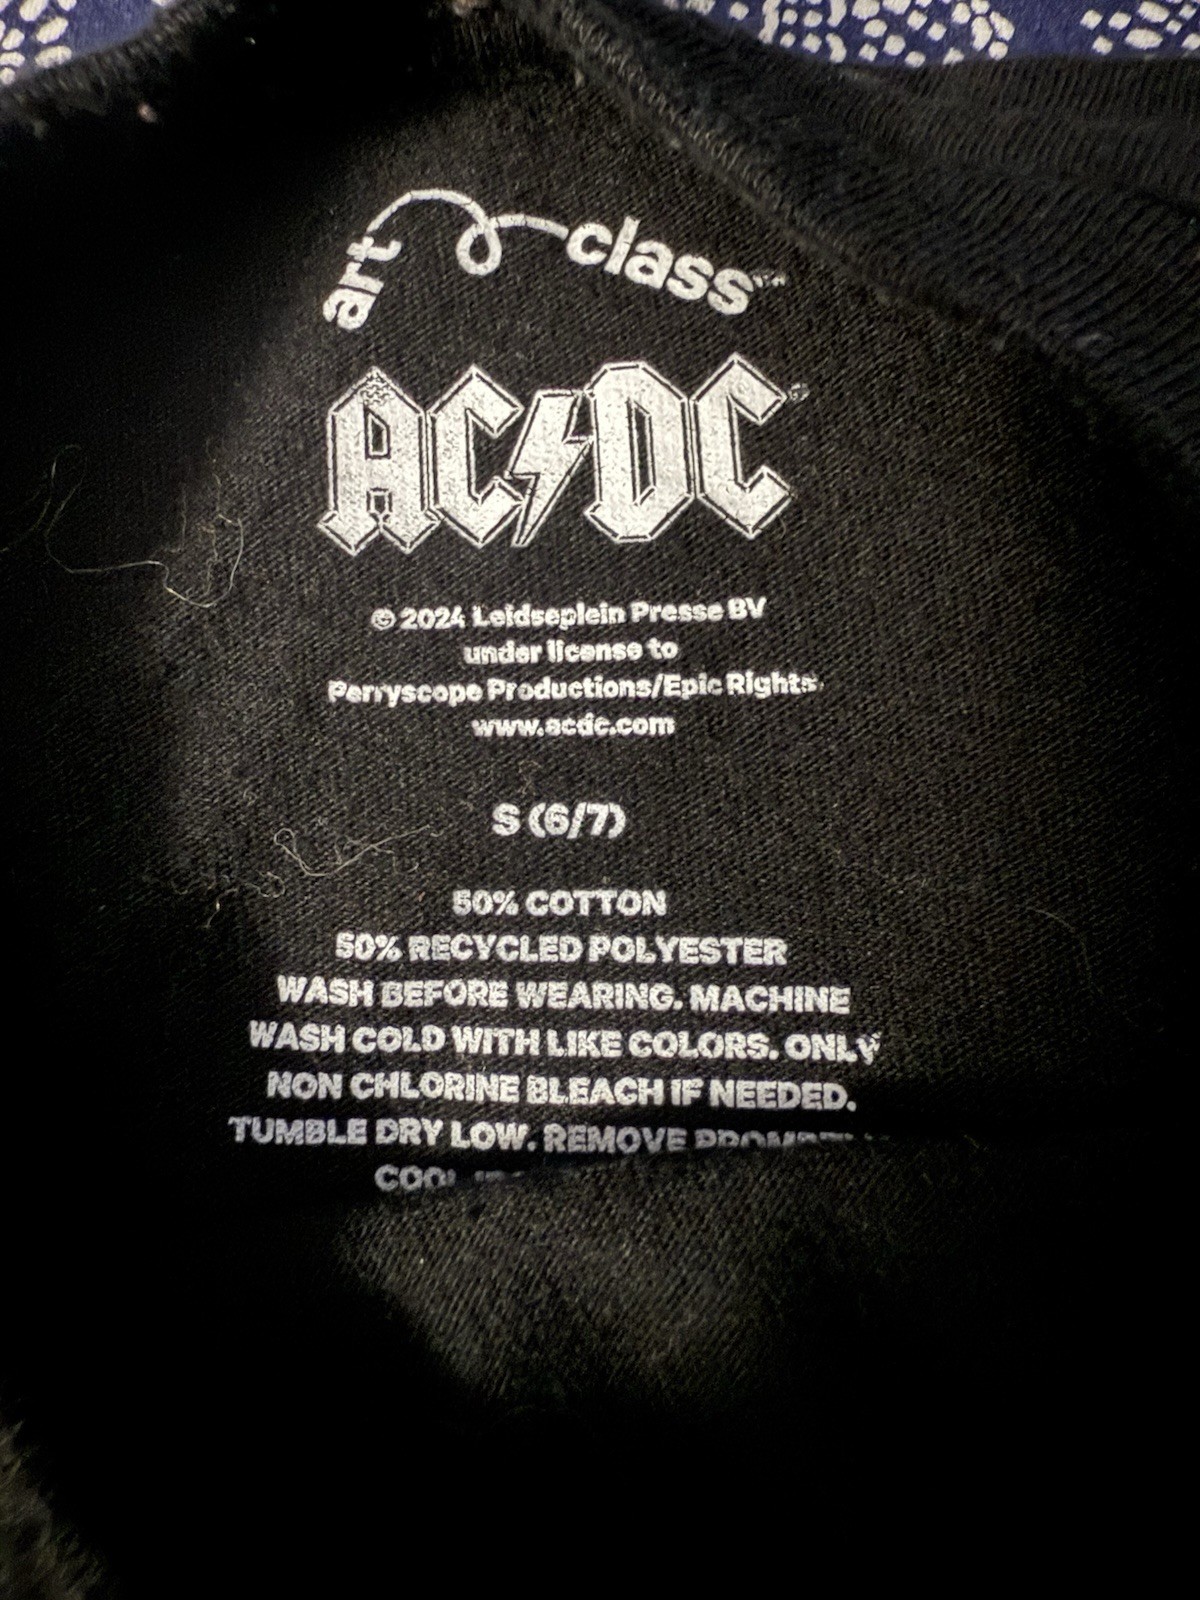 art class™
AC⚡DC®
© 2024 Leidseplein Presse BV
under license to
Perryscope Productions/Epic Rights.
www.acdc.com
S (6/7)
50% COTTON
50% RECYCLED POLYESTER
WASH BEFORE WEARING. MACHINE
WASH COLD WITH LIKE COLORS. ONLY
NON CHLORINE BLEACH IF NEEDED.
TUMBLE DRY LOW. REMOVE
COOL